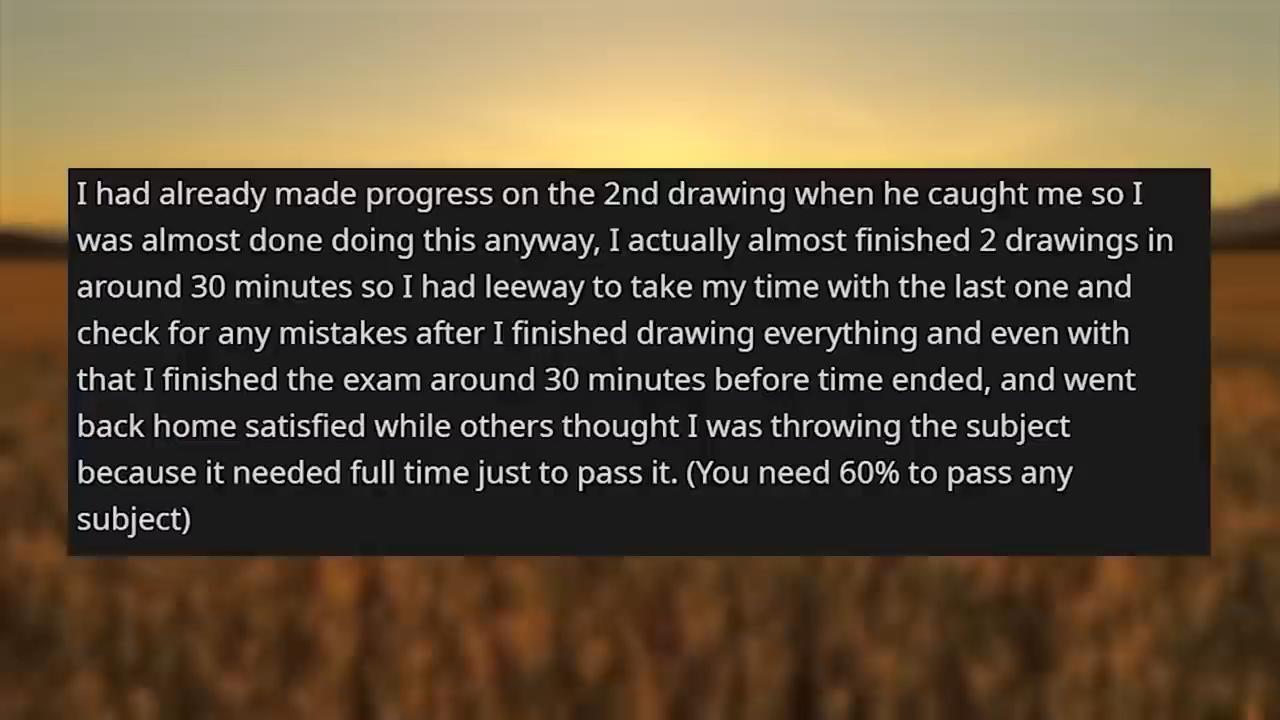 I had already made progress on the 2nd drawing when he caught me so I
was almost done doing this anyway, I actually almost finished 2 drawings in
around 30 minutes so I had leeway to take my time with the last one and
check for any mistakes after I finished drawing everything and even with
that I finished the exam around 30 minutes before time ended, and went
back home satisfied while others thought I was throwing the subject
because it needed full time just to pass it. (You need 60% to pass any
subject)